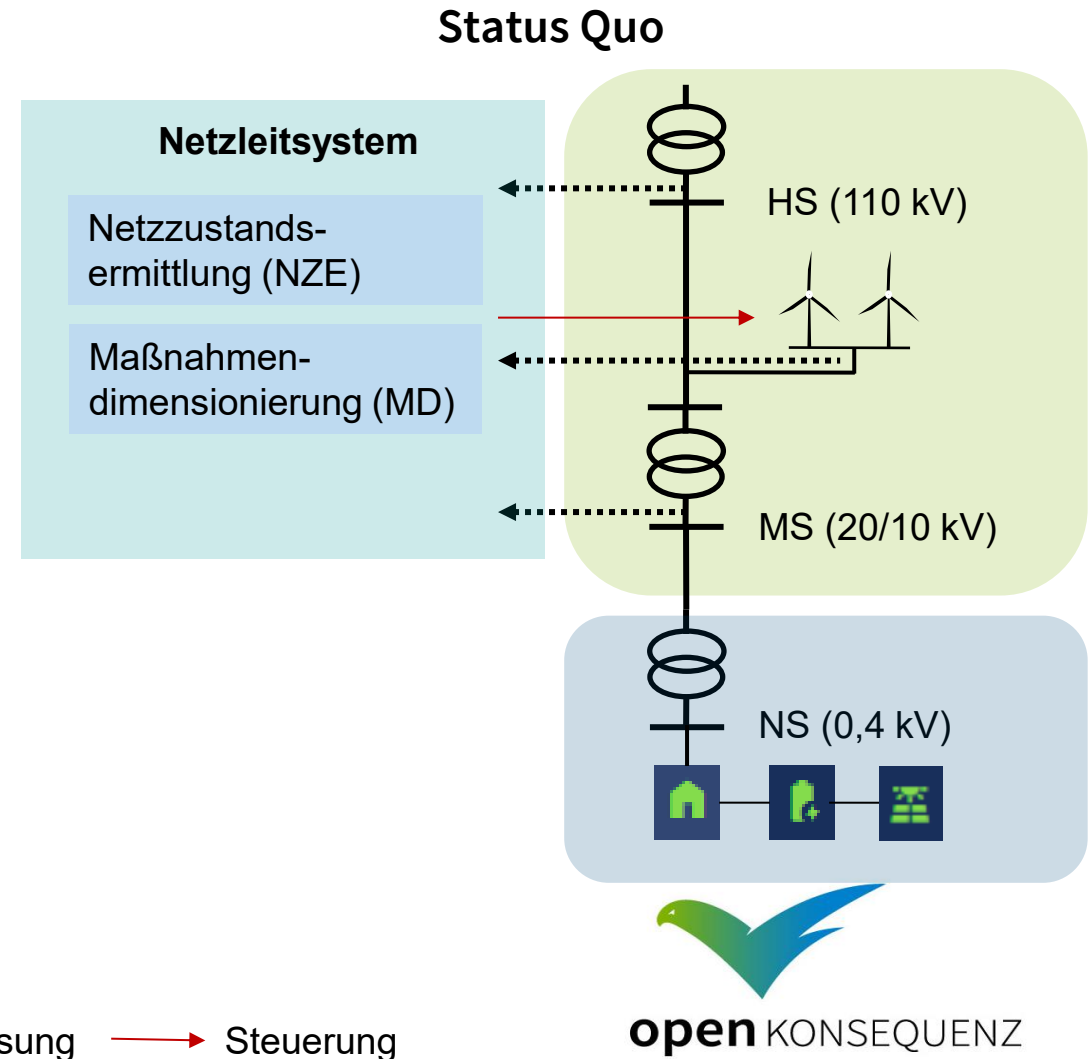 Status Quo
Netzleitsystem
Netzzustands-
ermittlung (NZE)
Maßnahmen-
dimensionierung (MD)
HS (110 kV)
MS (20/10 kV)
NS (0,4 kV)
sung
Steuerung
open KONSEQUENZ